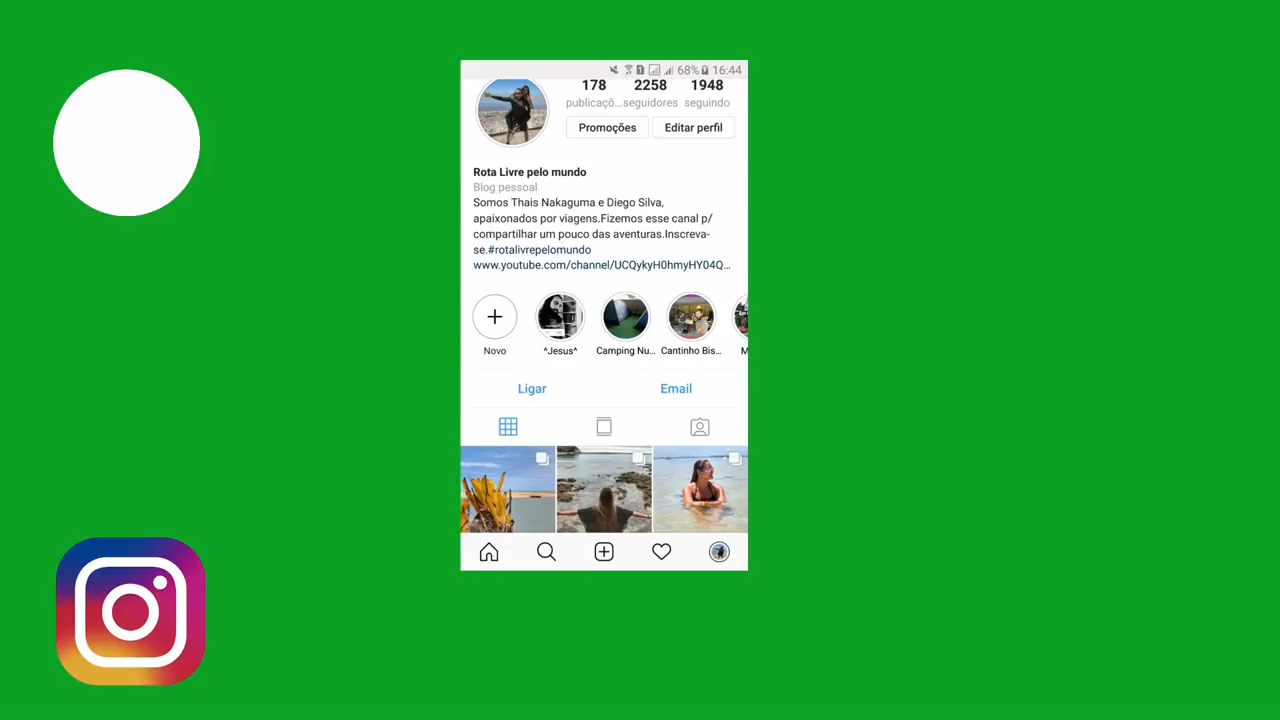 68% 16:44
178 2258 1948
publicaçõ... seguidores seguindo
Promoções Editar perfil
Rota Livre pelo mundo
Blog pessoal
Somos Thais Nakaguma e Diego Silva,
apaixonados por viagens.Fizemos esse canal p/
compartilhar um pouco das aventuras.Inscreva-
se.#rotalivrepelomundo
www.youtube.com/channel/UCQykyH0hmyHY04Q...
Novo ^Jesus^ Camping Nu... Cantinho Bis... M
Ligar Email